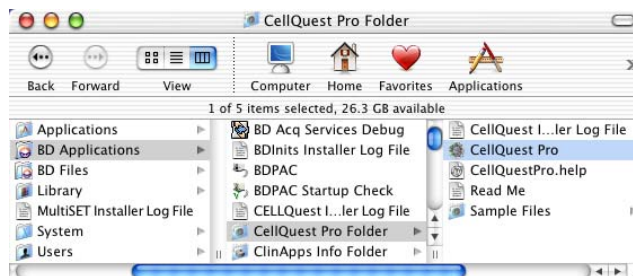 CellQuest Pro Folder
Back Forward View Computer Home Favorites Applications
1 of 5 items selected, 26.3 GB available
Applications
BD Applications
BD Files
Library
MultiSET Installer Log File
System
Users
BD Acq Services Debug
BDInits Installer Log File
BDPAC
BDPAC Startup Check
CELLQuest I...ler Log File
CellQuest Pro Folder
ClinApps Info Folder
CellQuest I...ler Log File
CellQuest Pro
CellQuestPro.help
Read Me
Sample Files